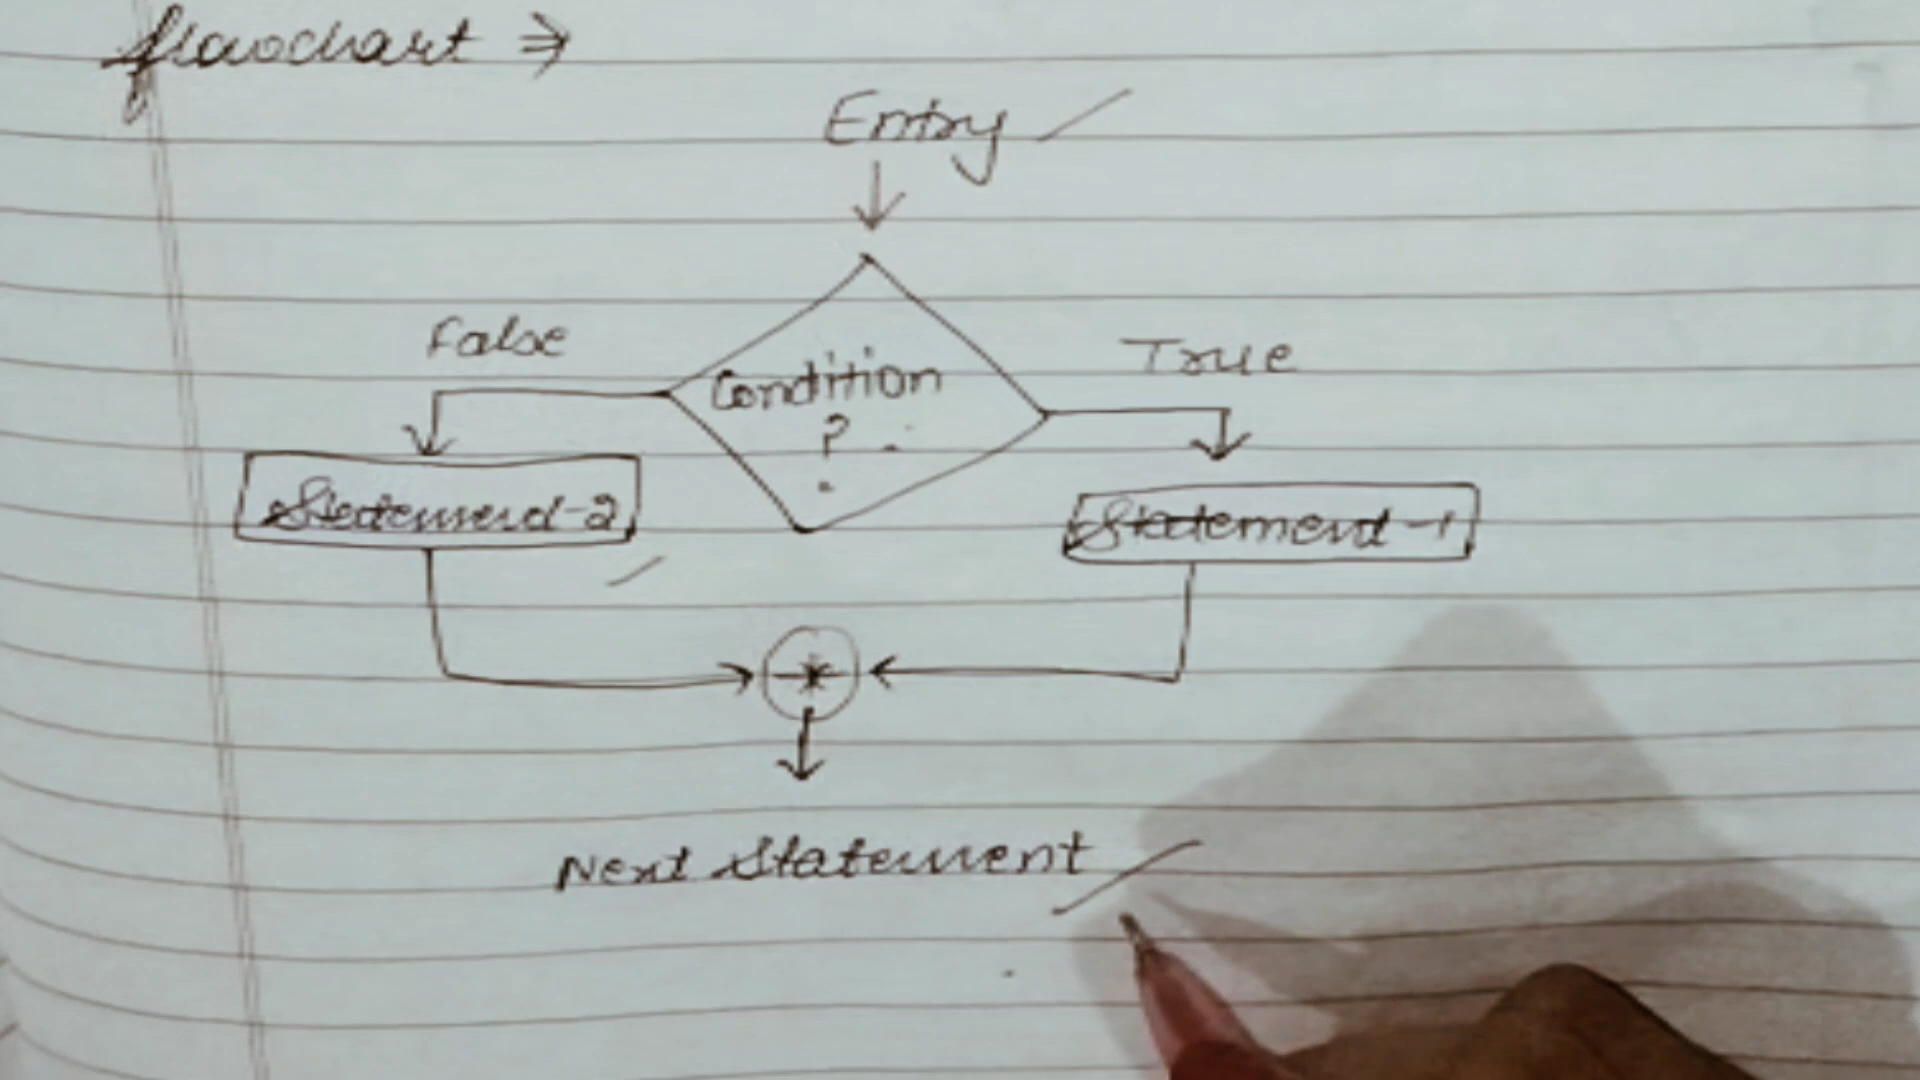 flowchart ⇒
Entry
False
True
Condition
?
Statement-2
Statement-1
*
Next Statement